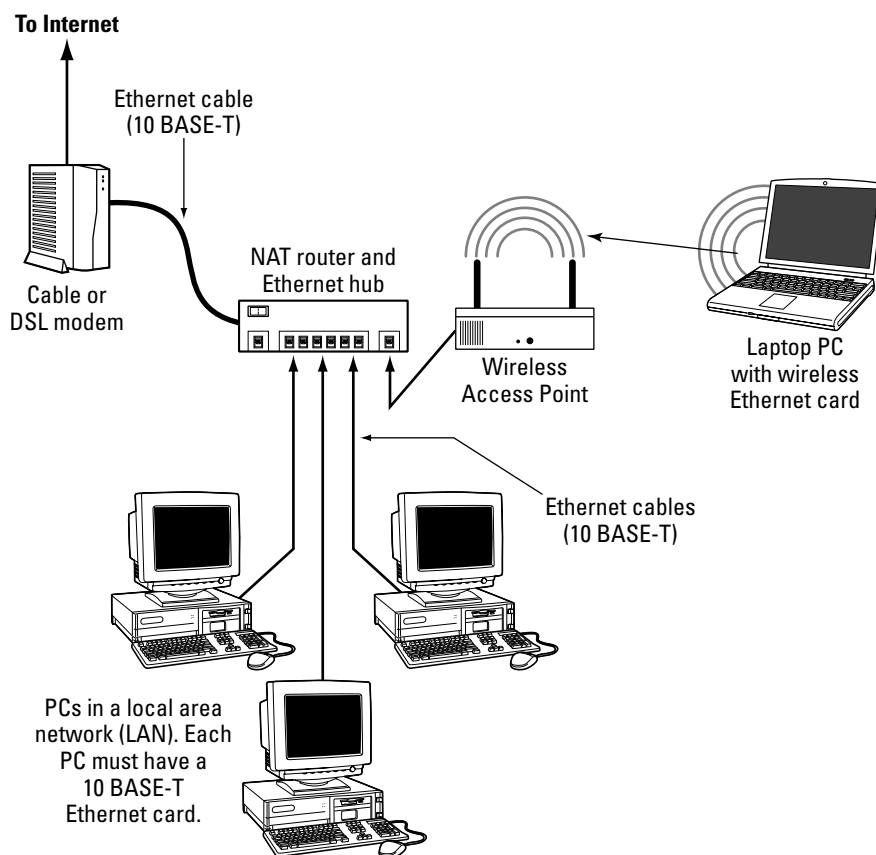 To Internet
Ethernet cable
(10 BASE-T)
NAT router and
Ethernet hub
Cable or
DSL modem
Wireless
Access Point
Laptop PC
with wireless
Ethernet card
Ethernet cables
(10 BASE-T)
PCs in a local area
network (LAN). Each
PC must have a
10 BASE-T
Ethernet card.